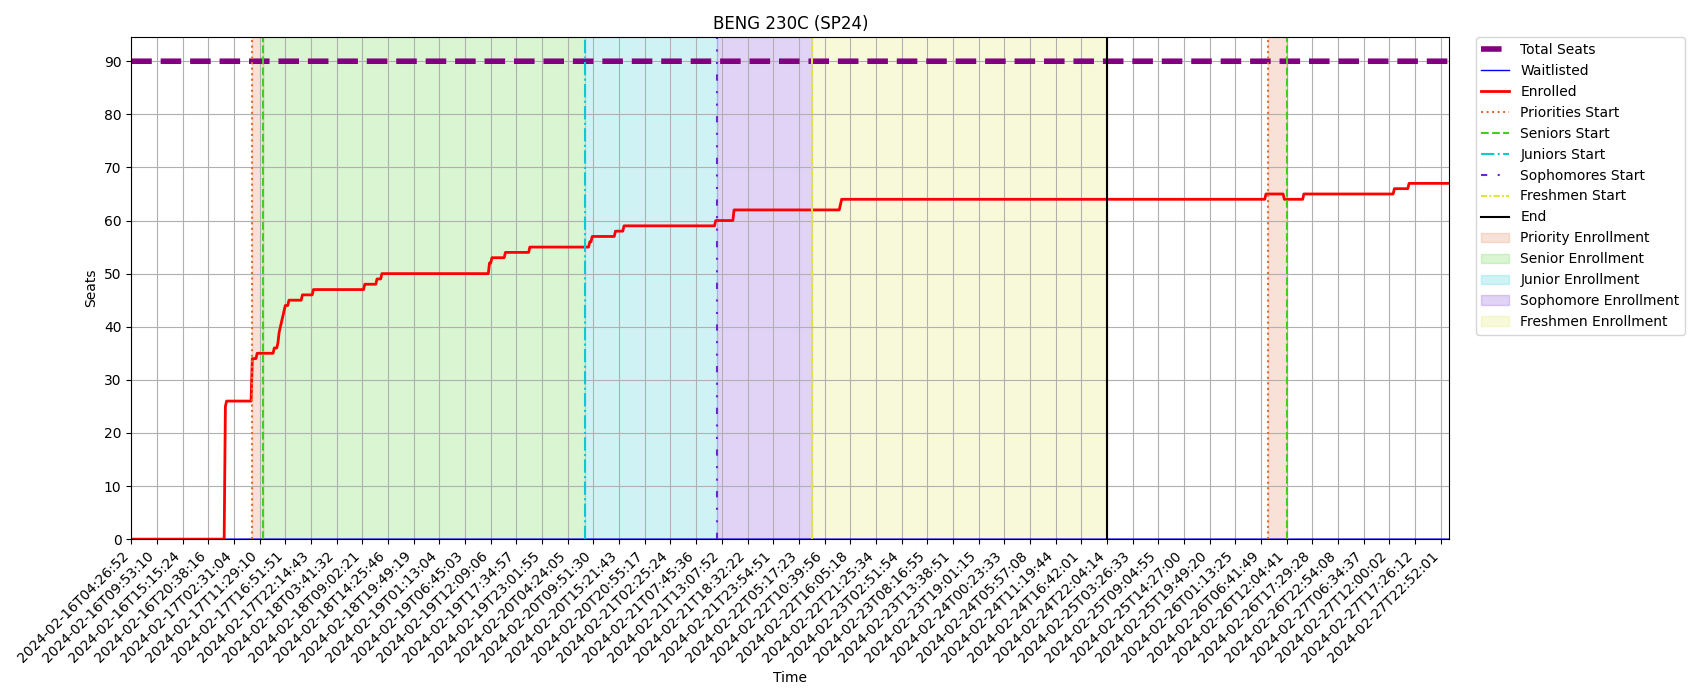 BENG 230C (SP24)
90
80
70
60
50
40
30
20
10
0
Seats
2024-02-16T04:26:52
2024-02-16T09:53:10
2024-02-16T15:15:24
2024-02-16T20:38:16
2024-02-17T02:31:04
2024-02-17T11:29:10
2024-02-17T16:51:51
2024-02-17T22:14:43
2024-02-18T03:41:32
2024-02-18T09:02:21
2024-02-18T14:25:46
2024-02-18T19:49:19
2024-02-19T01:13:04
2024-02-19T06:45:03
2024-02-19T12:09:06
2024-02-19T17:34:57
2024-02-19T23:01:55
2024-02-20T04:24:05
2024-02-20T09:51:30
2024-02-20T15:21:43
2024-02-20T20:55:17
2024-02-21T02:25:24
2024-02-21T07:45:36
2024-02-21T13:07:52
2024-02-21T18:32:22
2024-02-21T23:54:51
2024-02-22T05:17:23
2024-02-22T10:39:56
2024-02-22T16:05:18
2024-02-22T21:25:34
2024-02-23T02:51:54
2024-02-23T08:16:55
2024-02-23T13:38:51
2024-02-23T19:01:15
2024-02-24T00:23:33
2024-02-24T05:57:08
2024-02-24T11:19:44
2024-02-24T16:42:01
2024-02-24T22:04:14
2024-02-25T03:26:33
2024-02-25T09:04:55
2024-02-25T14:27:00
2024-02-25T19:49:20
2024-02-26T01:13:25
2024-02-26T06:41:49
2024-02-26T12:04:41
2024-02-26T17:29:28
2024-02-26T22:54:08
2024-02-27T06:34:37
2024-02-27T12:00:02
2024-02-27T17:26:12
2024-02-27T22:52:01
Time
Total Seats
Waitlisted
Enrolled
Priorities Start
Seniors Start
Juniors Start
Sophomores Start
Freshmen Start
End
Priority Enrollment
Senior Enrollment
Junior Enrollment
Sophomore Enrollment
Freshmen Enrollment